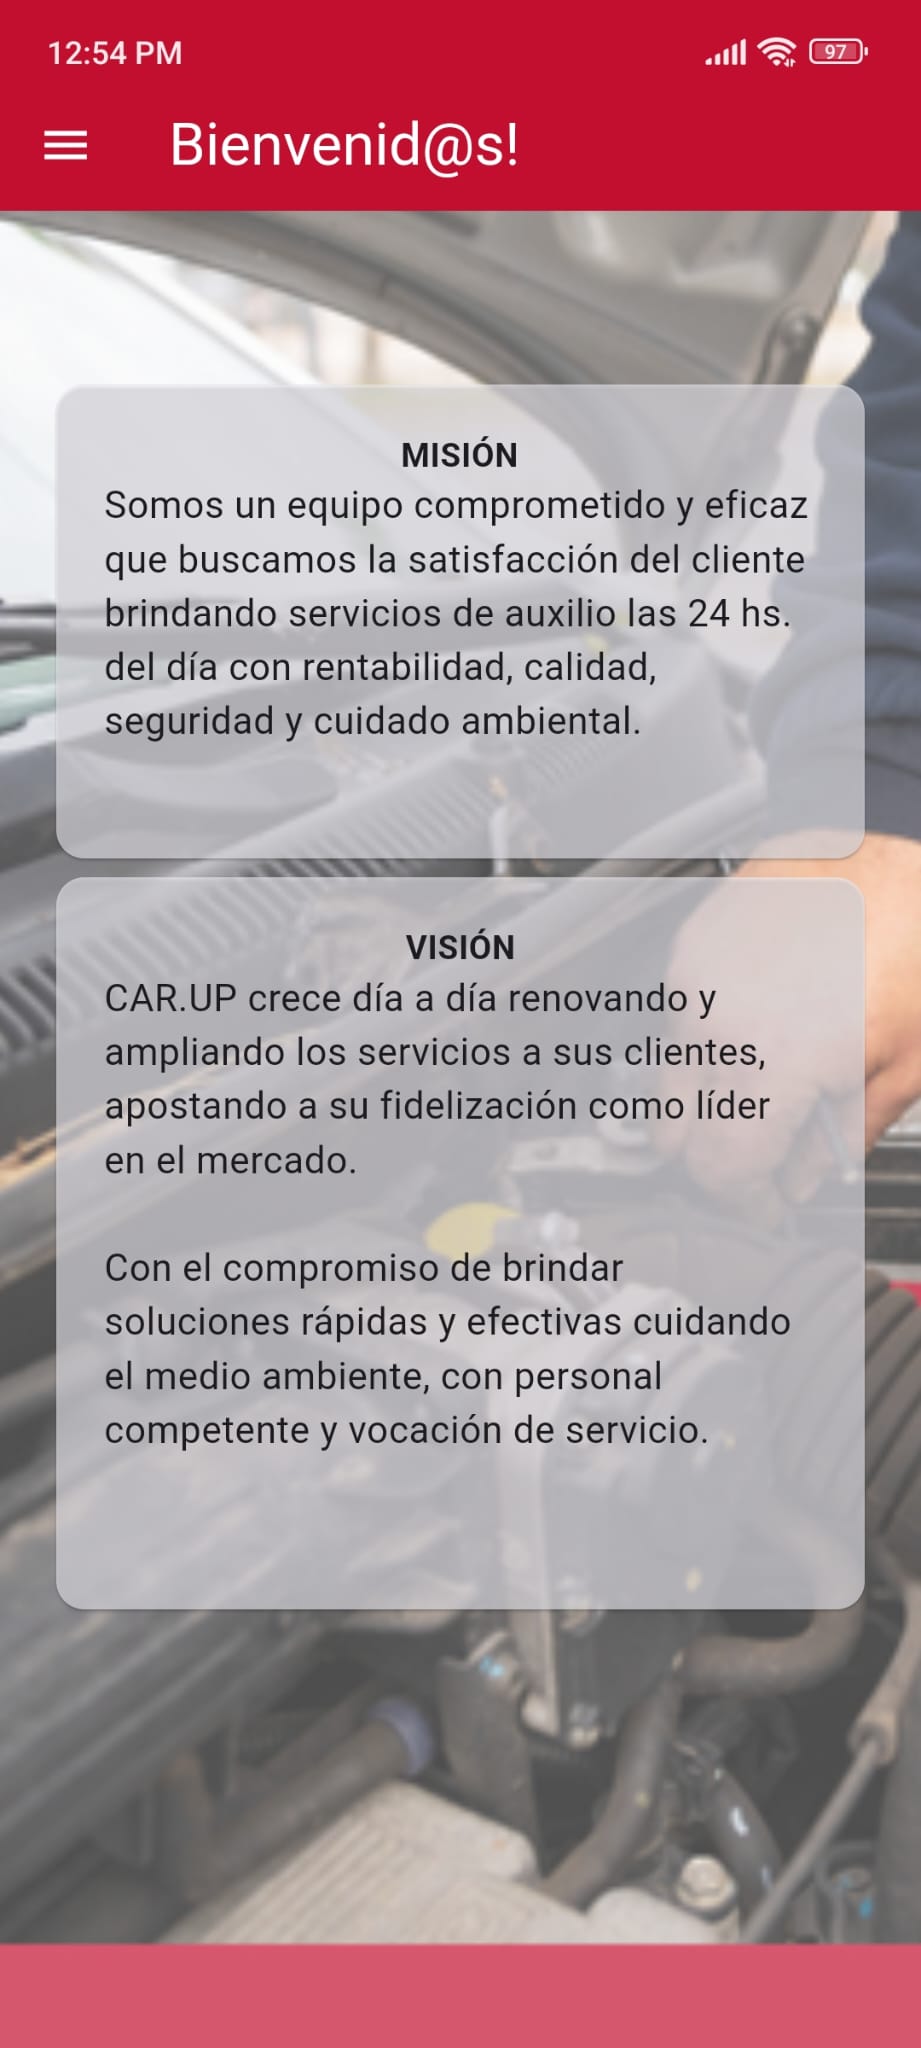 12:54 PM
97
Bienvenid@s!
MISIÓN
Somos un equipo comprometido y eficaz
que buscamos la satisfacción del cliente
brindando servicios de auxilio las 24 hs.
del día con rentabilidad, calidad,
seguridad y cuidado ambiental.
VISIÓN
CAR.UP crece día a día renovando y
ampliando los servicios a sus clientes,
apostando a su fidelización como líder
en el mercado.
Con el compromiso de brindar
soluciones rápidas y efectivas cuidando
el medio ambiente, con personal
competente y vocación de servicio.